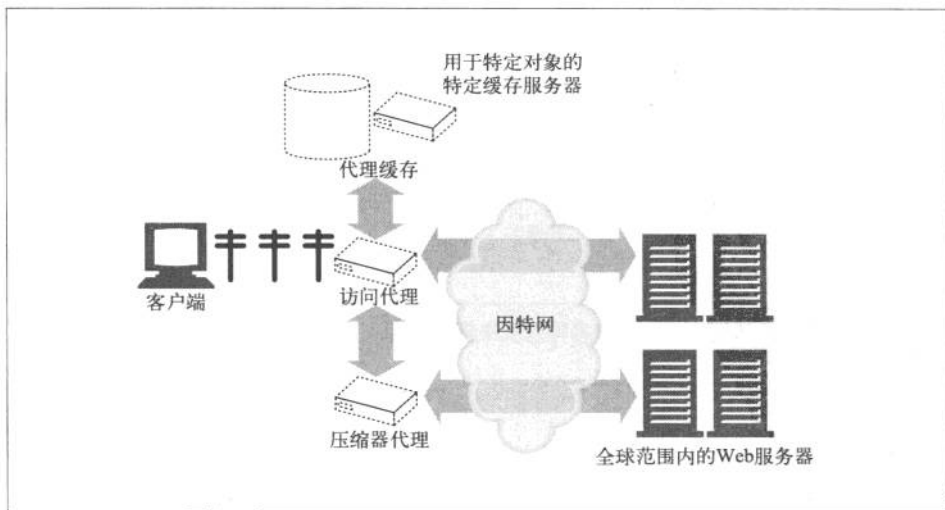 用于特定对象的
特定缓存服务器
代理缓存
客户端
访问代理
因特网
压缩器代理
全球范围内的Web服务器